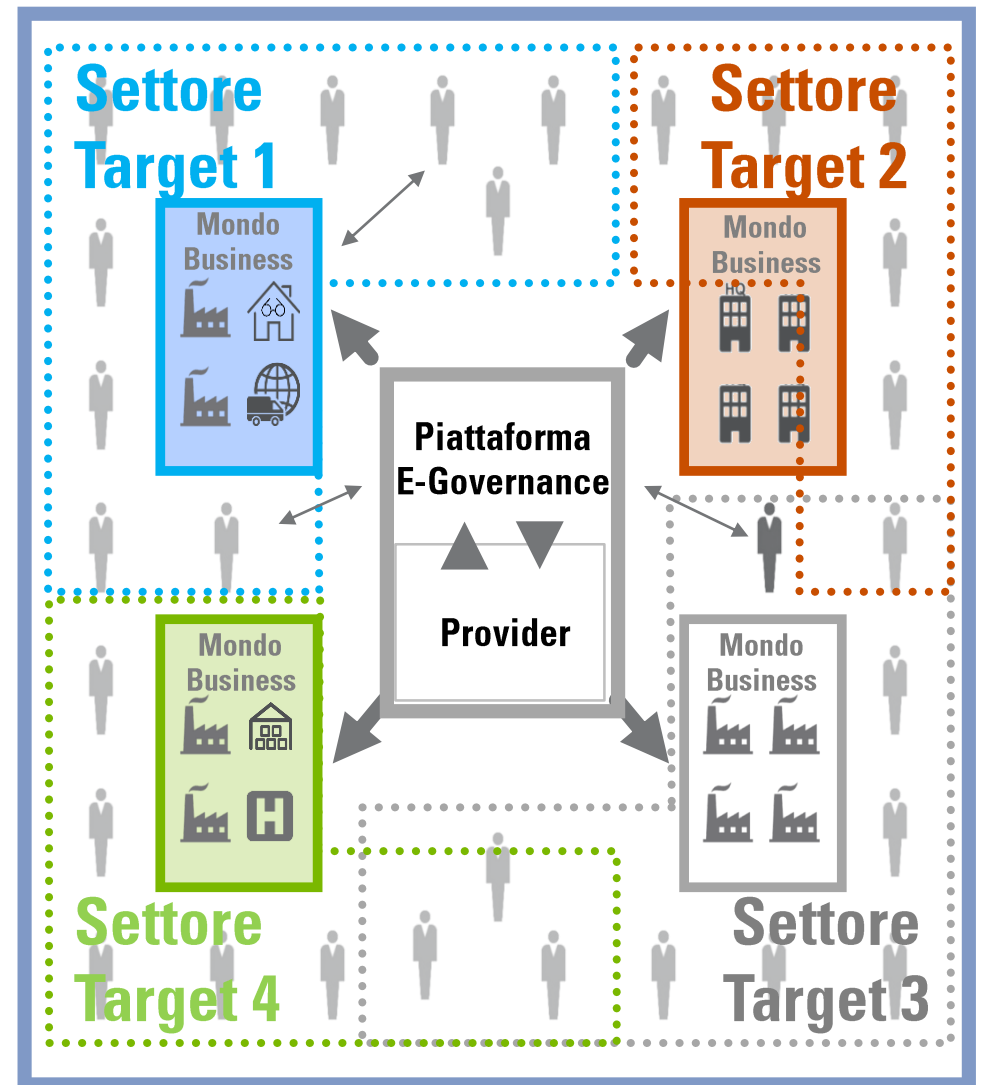 Settore
Target 1
Settore
Target 2
Mondo
Business
Mondo
Business
HQ
Piattaforma
E-Governance
Provider
Mondo
Business
Mondo
Business
H
Settore
Target 4
Settore
Target 3